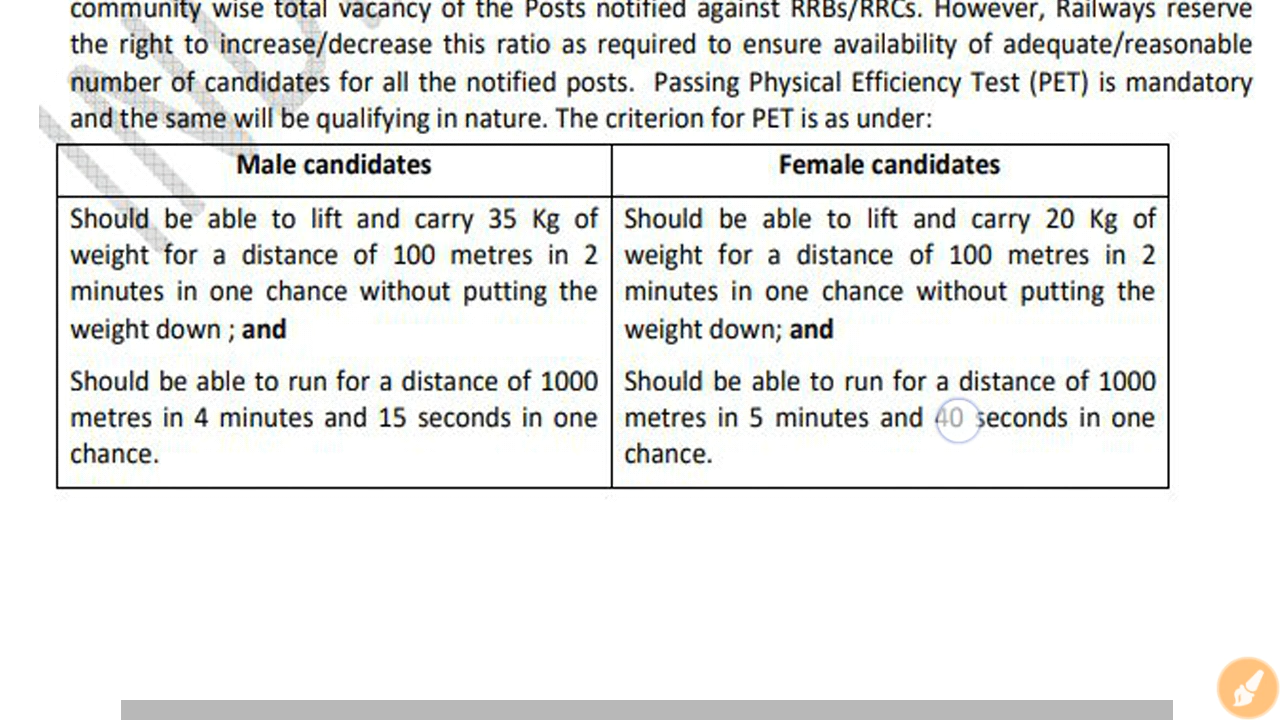 community wise total vacancy of the Posts notified against RRBs/RRCs. However, Railways reserve
the right to increase/decrease this ratio as required to ensure availability of adequate/reasonable
number of candidates for all the notified posts. Passing Physical Efficiency Test (PET) is mandatory
and the same will be qualifying in nature. The criterion for PET is as under:
Male candidates
Female candidates
Should be able to lift and carry 35 Kg of
weight for a distance of 100 metres in 2
minutes in one chance without putting the
weight down ; and
Should be able to run for a distance of 1000
metres in 4 minutes and 15 seconds in one
chance.
Should be able to lift and carry 20 Kg of
weight for a distance of 100 metres in 2
minutes in one chance without putting the
weight down; and
Should be able to run for a distance of 1000
metres in 5 minutes and 40 seconds in one
chance.